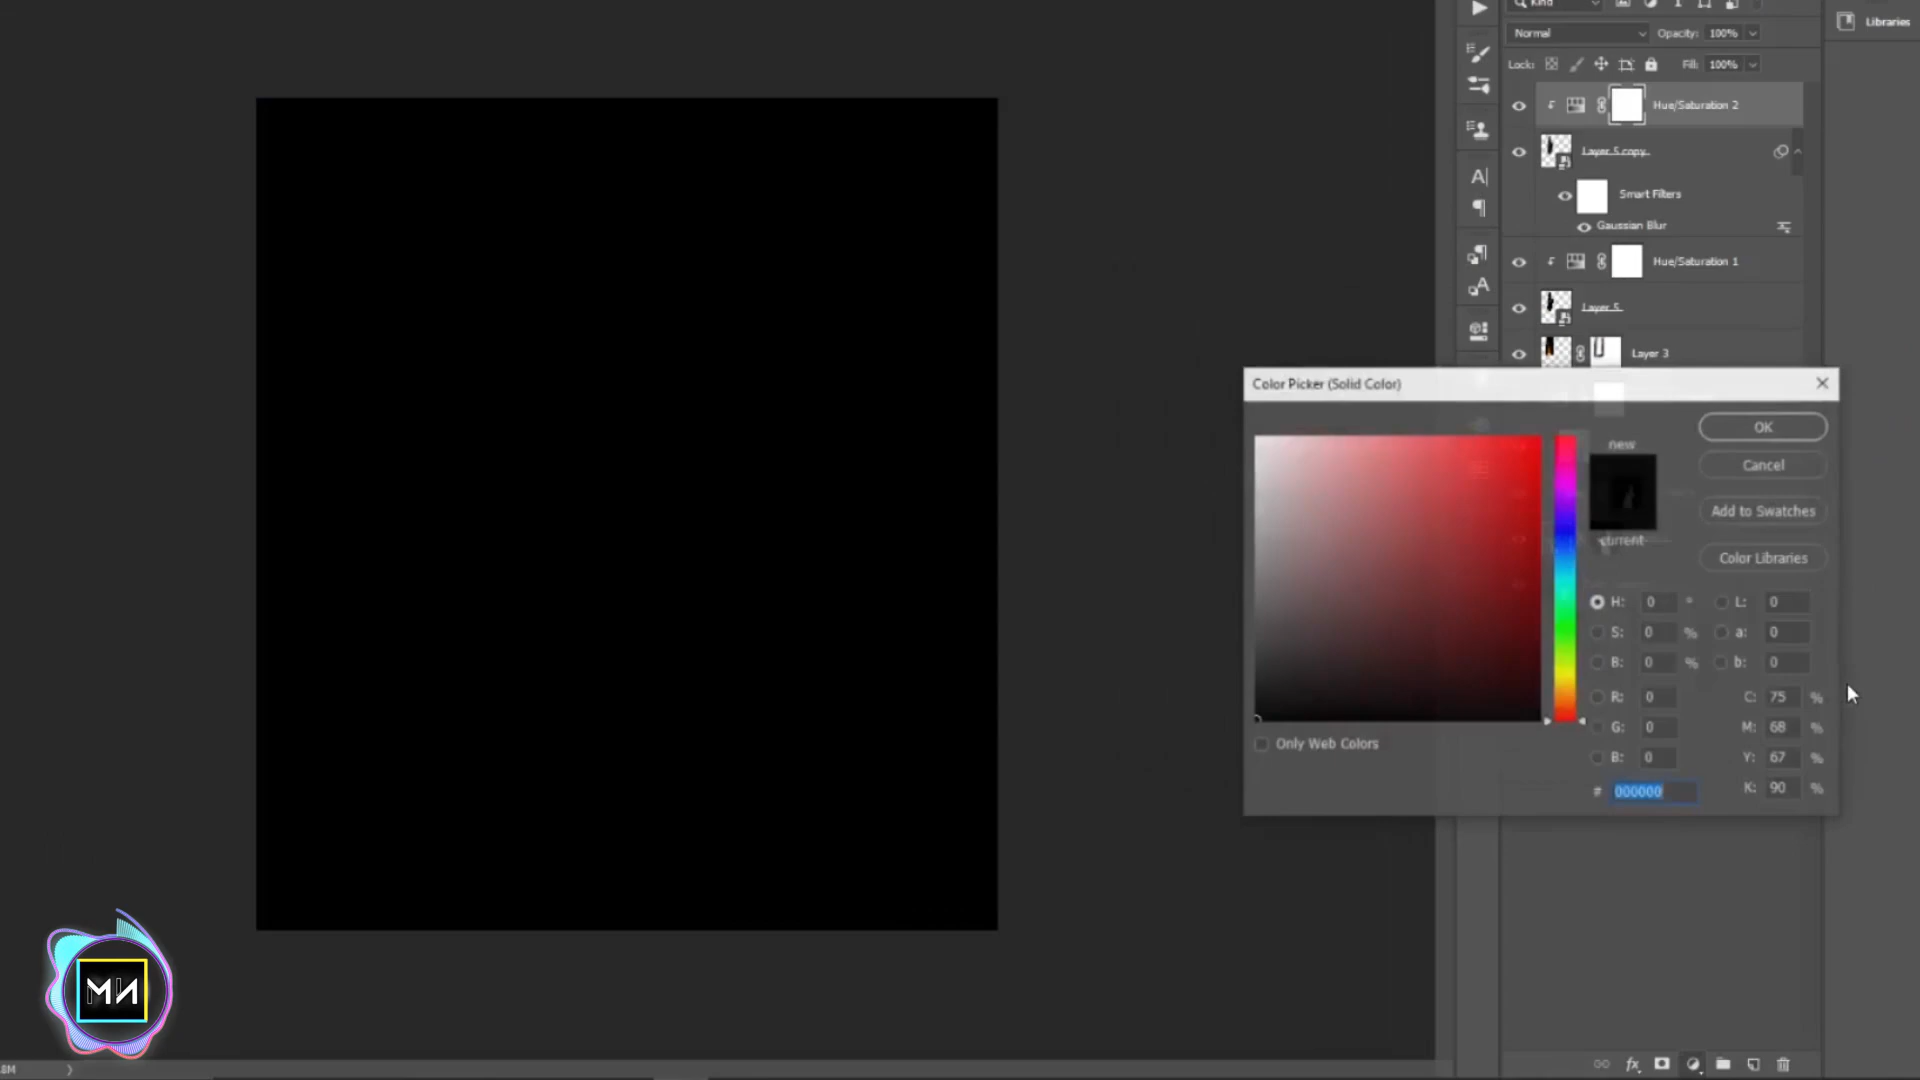 Kind
Libraries
Normal
Opacity: 100%
Lock:
Fill: 100%
Hue/Saturation 2
Layer 5 copy
Smart Filters
Gaussian Blur
Hue/Saturation 1
Layer 5
Layer 3
Color Picker (Solid Color)
OK
new
Cancel
Add to Swatches
current
Color Libraries
H: 0 °
L: 0
S: 0 %
a: 0
B: 0 %
b: 0
R: 0
C: 75 %
G: 0
M: 68 %
B: 0
Y: 67 %
# 000000
K: 90 %
Only Web Colors
fx